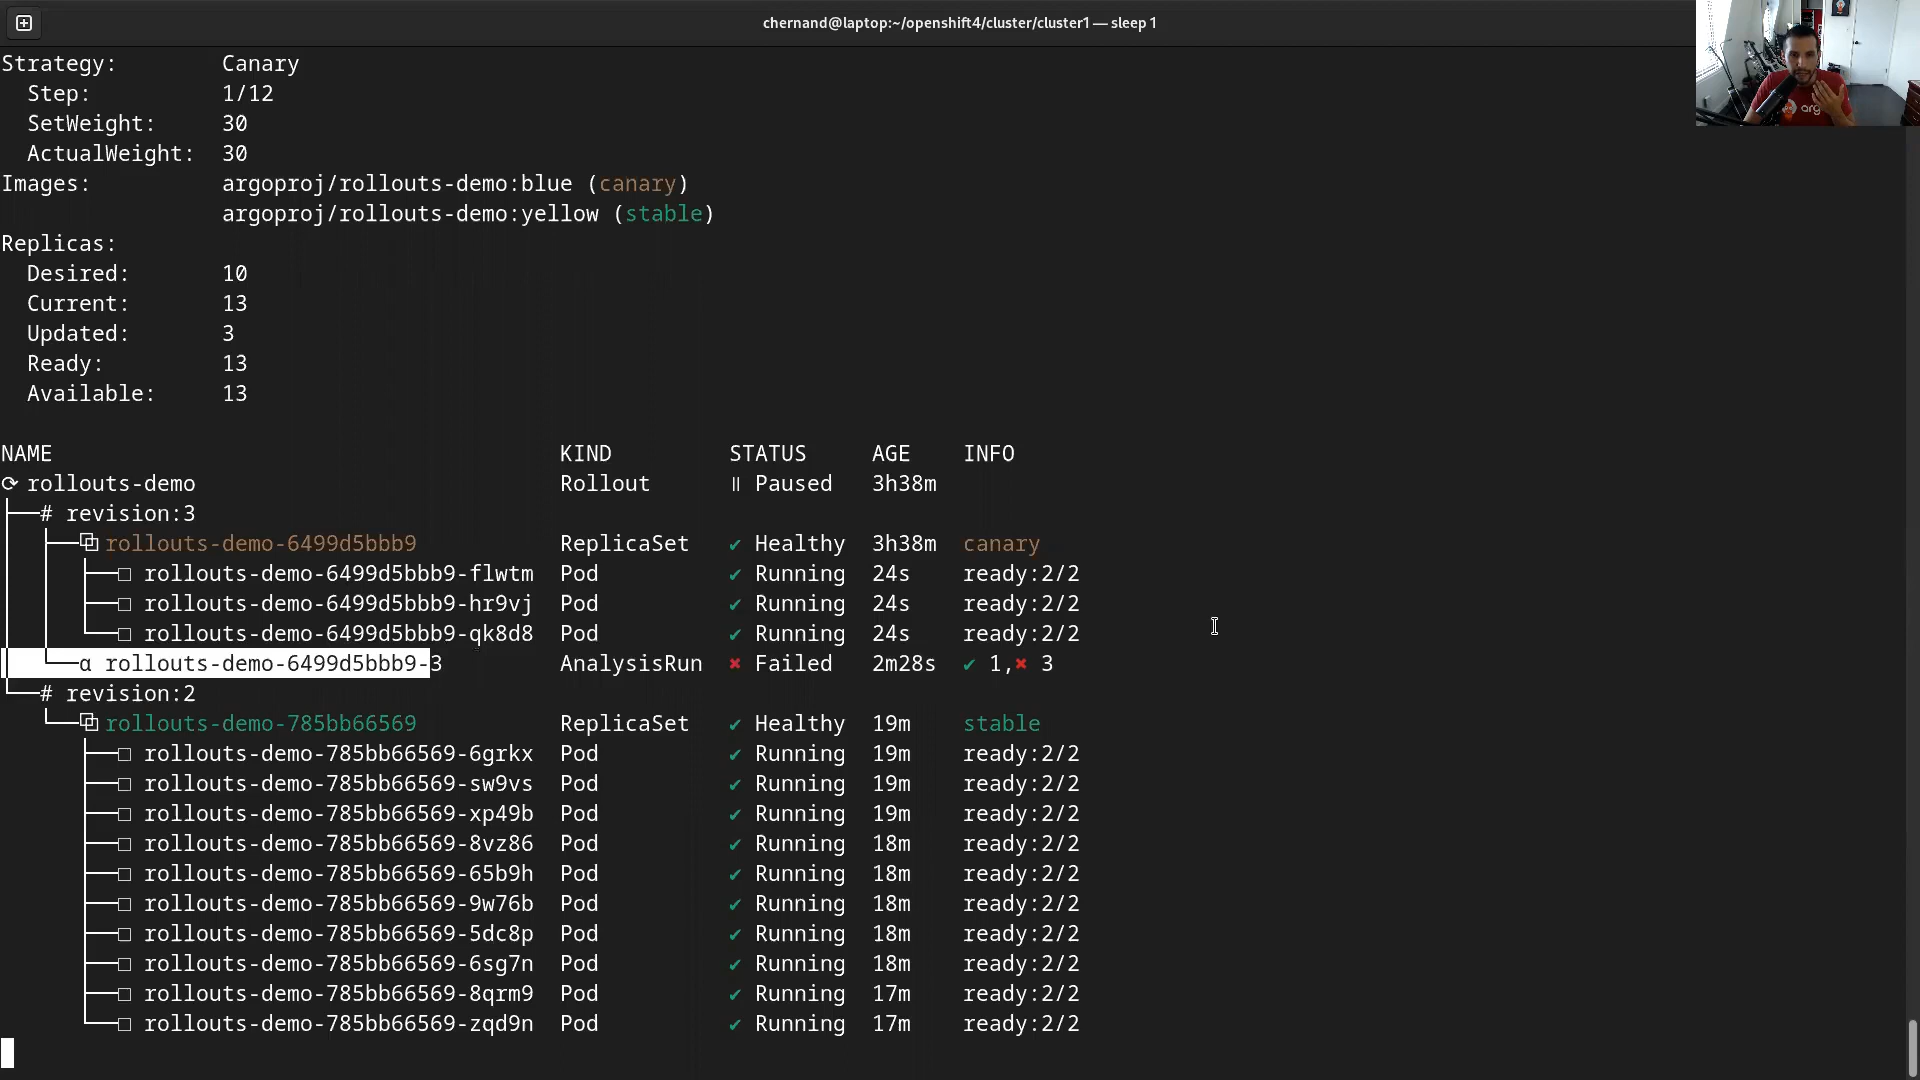 chernand@laptop:~/openshift4/cluster/cluster1 — sleep 1
Strategy: Canary
Step: 1/12
SetWeight: 30
ActualWeight: 30
Images: argoproj/rollouts-demo:blue (canary)
argoproj/rollouts-demo:yellow (stable)
Replicas:
Desired: 10
Current: 13
Updated: 3
Ready: 13
Available: 13
NAME KIND STATUS AGE INFO
⟳ rollouts-demo Rollout ॥ Paused 3h38m
├──# revision:3
│ ├──⧉ rollouts-demo-6499d5bbb9 ReplicaSet ✔ Healthy 3h38m canary
│ │ ├──□ rollouts-demo-6499d5bbb9-flwtm Pod ✔ Running 24s ready:2/2
│ │ ├──□ rollouts-demo-6499d5bbb9-hr9vj Pod ✔ Running 24s ready:2/2
│ │ └──□ rollouts-demo-6499d5bbb9-qk8d8 Pod ✔ Running 24s ready:2/2
│ └──α rollouts-demo-6499d5bbb9-3 AnalysisRun ✖ Failed 2m28s ✔ 1,✖ 3
└──# revision:2
└──⧉ rollouts-demo-785bb66569 ReplicaSet ✔ Healthy 19m stable
├──□ rollouts-demo-785bb66569-6grkx Pod ✔ Running 19m ready:2/2
├──□ rollouts-demo-785bb66569-sw9vs Pod ✔ Running 19m ready:2/2
├──□ rollouts-demo-785bb66569-xp49b Pod ✔ Running 19m ready:2/2
├──□ rollouts-demo-785bb66569-8vz86 Pod ✔ Running 18m ready:2/2
├──□ rollouts-demo-785bb66569-65b9h Pod ✔ Running 18m ready:2/2
├──□ rollouts-demo-785bb66569-9w76b Pod ✔ Running 18m ready:2/2
├──□ rollouts-demo-785bb66569-5dc8p Pod ✔ Running 18m ready:2/2
├──□ rollouts-demo-785bb66569-6sg7n Pod ✔ Running 18m ready:2/2
├──□ rollouts-demo-785bb66569-8qrm9 Pod ✔ Running 17m ready:2/2
└──□ rollouts-demo-785bb66569-zqd9n Pod ✔ Running 17m ready:2/2